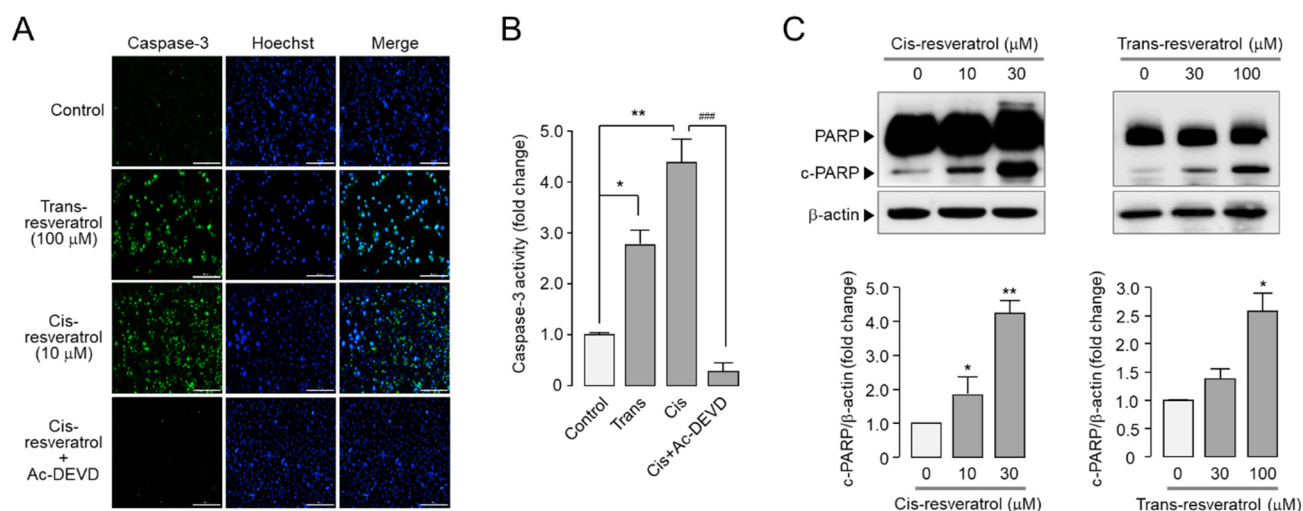 A
Caspase-3 Hoechst Merge
Control
Trans-
resveratrol
(100 μM)
Cis-
resveratrol
(10 μM)
Cis-
resveratrol
+
Ac-DEVD
B
Caspase-3 activity (fold change)
5.0
4.0
3.0
2.0
1.0
0
**
###
*
Control
Trans
Cis
Cis+Ac-DEVD
C
Cis-resveratrol (μM)
0 10 30
Trans-resveratrol (μM)
0 30 100
PARP
c-PARP
β-actin
c-PARP/β-actin (fold change)
5.0
4.0
3.0
2.0
1.0
0
*
**
0 10 30
Cis-resveratrol (μM)
c-PARP/β-actin (fold change)
3.0
2.5
2.0
1.5
1.0
0.5
0
*
0 30 100
Trans-resveratrol (μM)